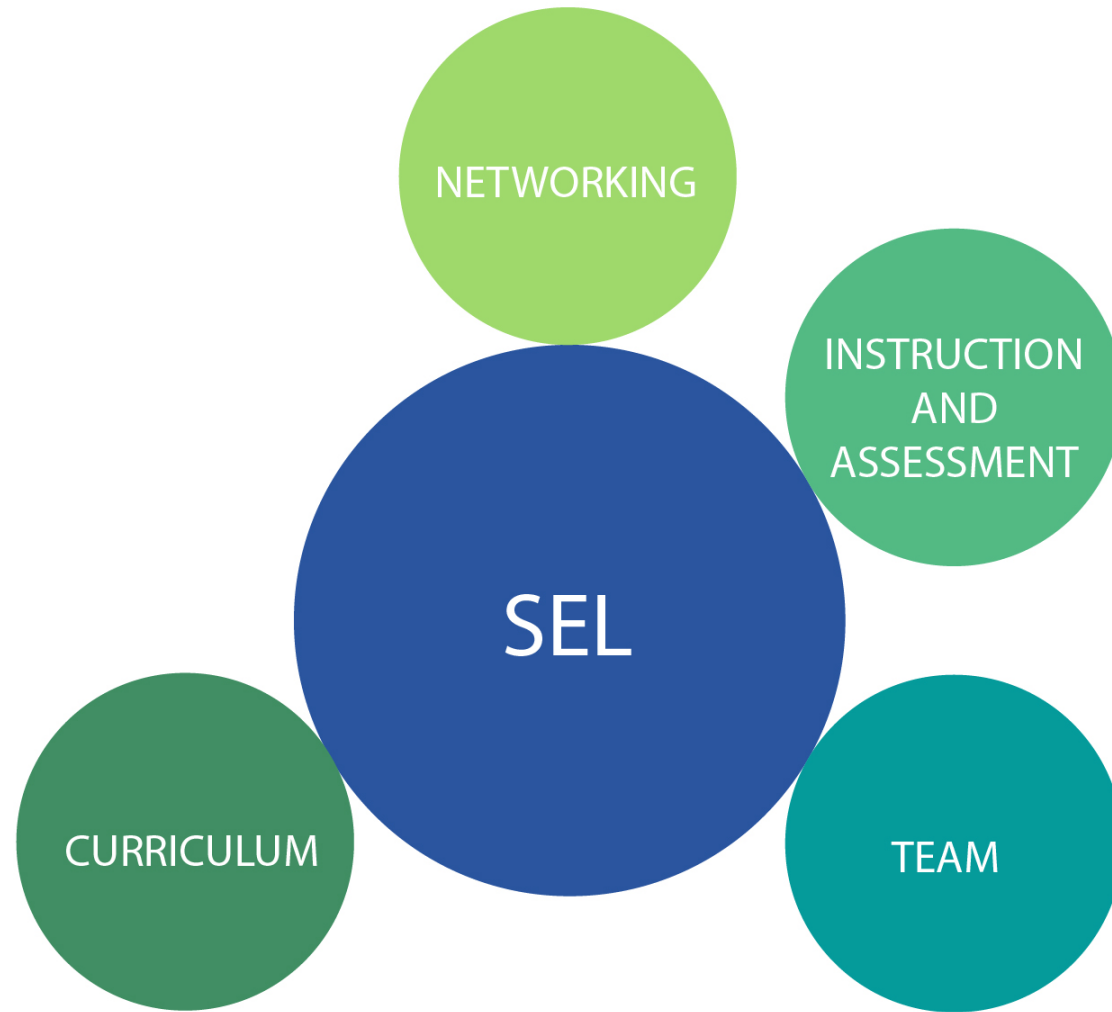 NETWORKING
INSTRUCTION
AND
ASSESSMENT
SEL
CURRICULUM
TEAM